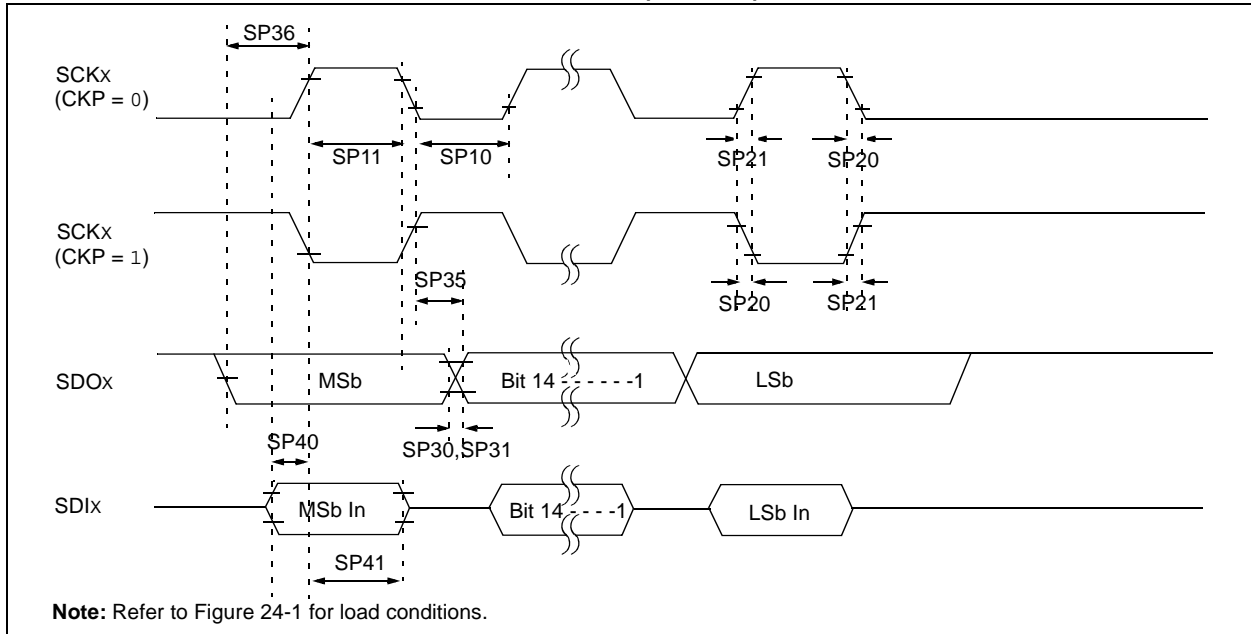 SP36
SCKx
(CKP = 0)
SP11
SP10
SP21
SP20
SCKx
(CKP = 1)
SP35
SP20
SP21
SDOx
MSb
Bit 14 - - - - - -1
LSb
SP40
SP30,SP31
SDIx
MSb In
Bit 14 - - - -1
LSb In
SP41
Note: Refer to Figure 24-1 for load conditions.